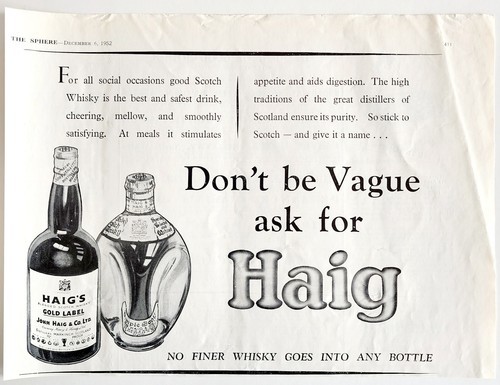 THE SPHERE—DECEMBER 6, 1952
For all social occasions good Scotch
Whisky is the best and safest drink,
cheering, mellow, and smoothly
satisfying. At meals it stimulates
appetite and aids digestion. The high
traditions of the great distillers of
Scotland ensure its purity. So stick to
Scotch — and give it a name . . .
Don't be Vague
ask for
Haig
HAIG'S
GOLD LABEL
JOHN HAIG & CO. LTD
NO FINER WHISKY GOES INTO ANY BOTTLE